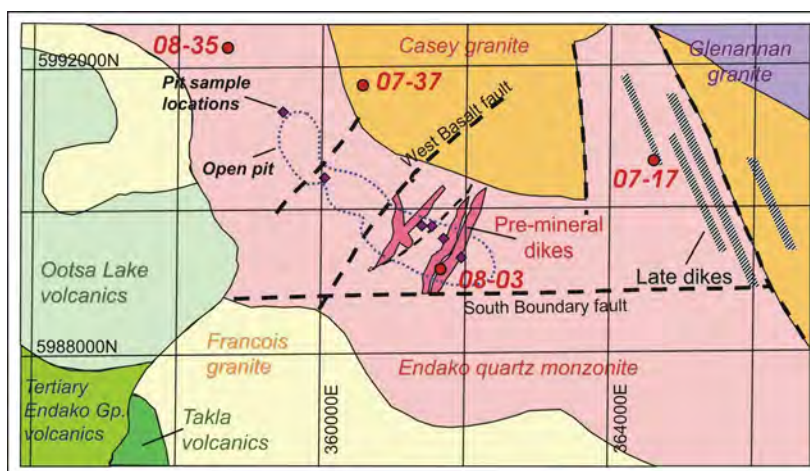 08-35
Casey granite
Glenannan
granite
5992000N
Pit sample
locations
07-37
West Basalt fault
Open pit
07-17
Pre-mineral
dikes
Ootsa Lake
volcanics
08-03
Late dikes
South Boundary fault
5988000N
Francois
granite
Endako quartz monzonite
Tertiary
Endako Gp.
volcanics
Takla
volcanics
360000E
364000E